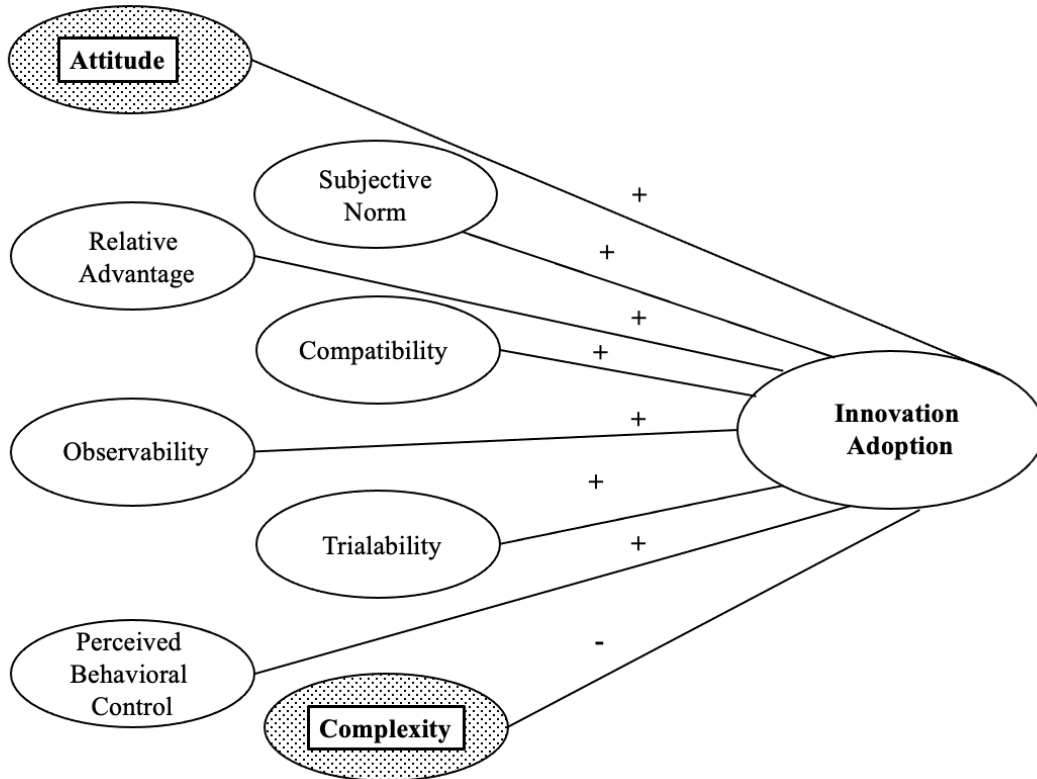 Attitude
Subjective
Norm
+
Relative
Advantage
+
+
Compatibility
+
Innovation
Adoption
Observability
+
+
Trialability
+
Perceived
Behavioral
Control
-
Complexity